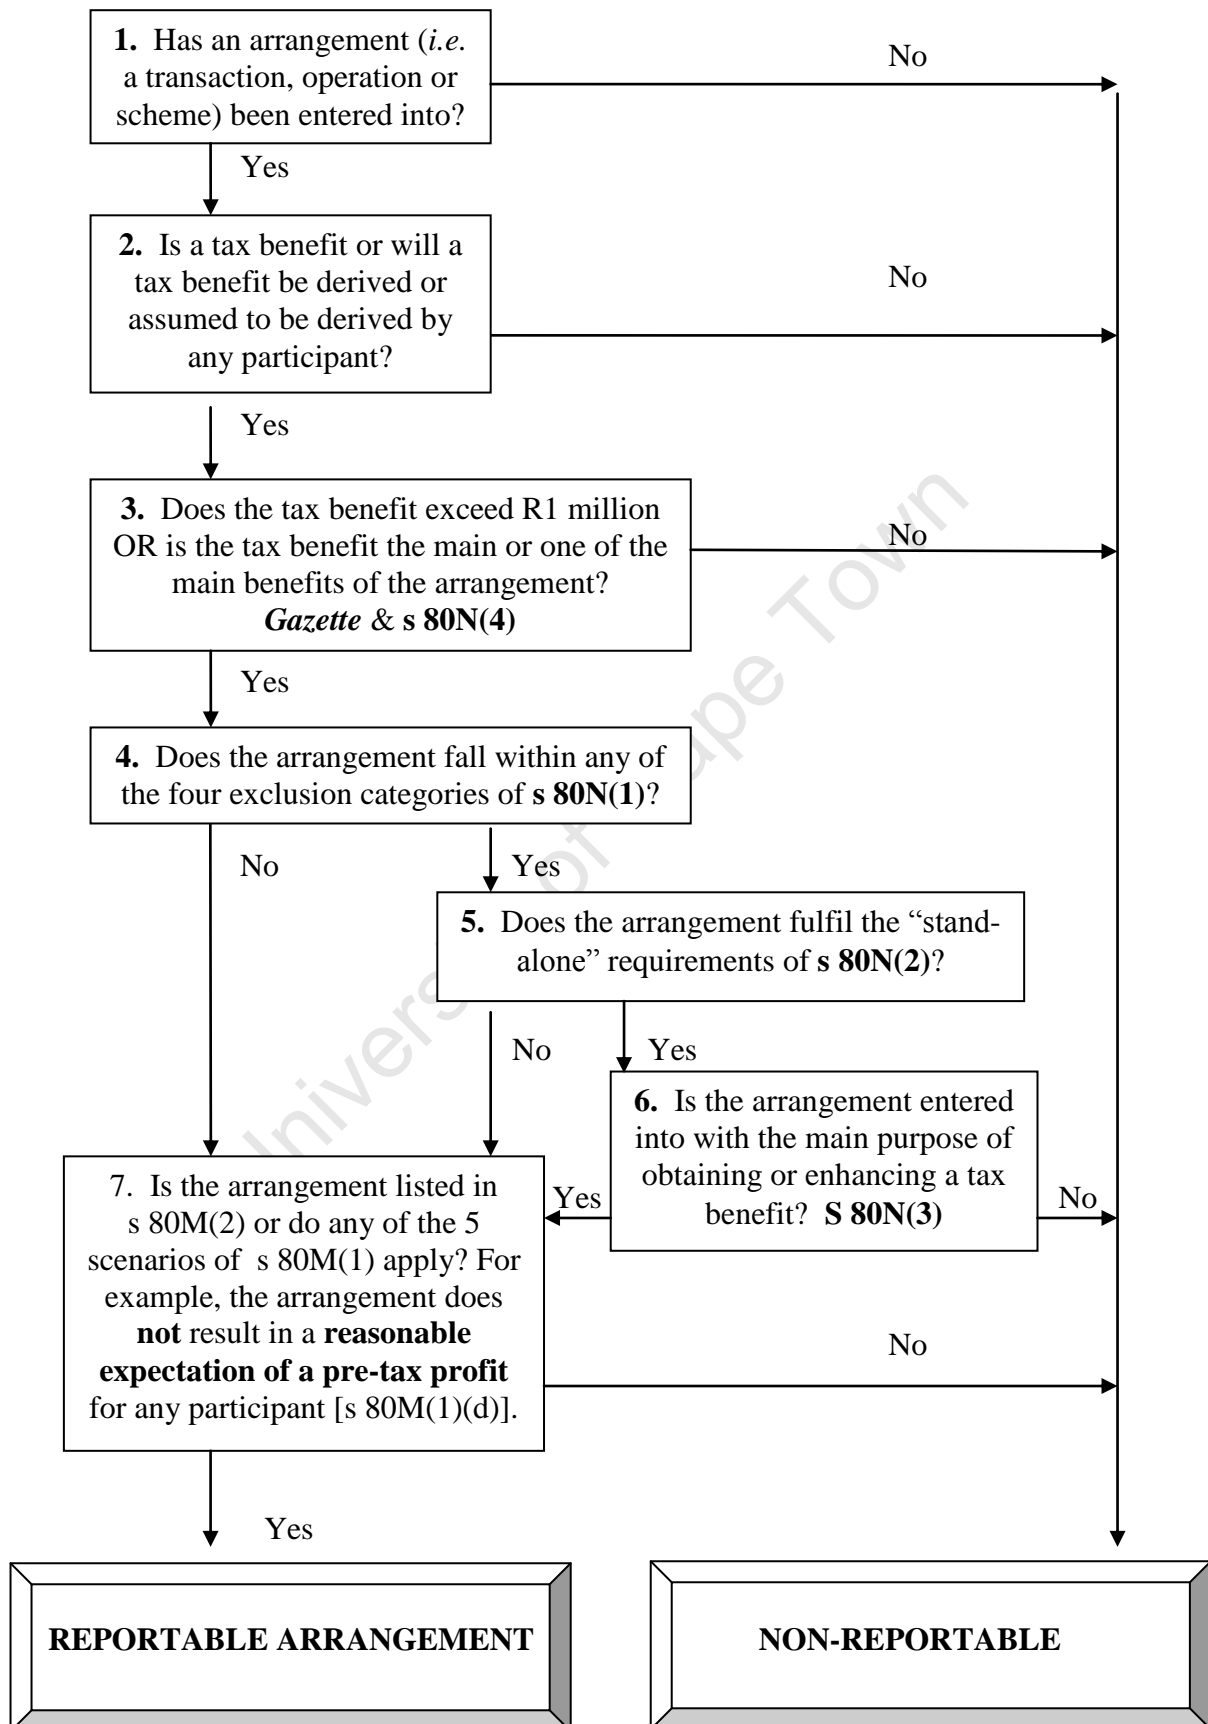 1. Has an arrangement (i.e.
a transaction, operation or
scheme) been entered into?
No
Yes
2. Is a tax benefit or will a
tax benefit be derived or
assumed to be derived by
any participant?
No
Yes
3. Does the tax benefit exceed R1 million
OR is the tax benefit the main or one of the
main benefits of the arrangement?
Gazette & s 80N(4)
No
Yes
4. Does the arrangement fall within any of
the four exclusion categories of s 80N(1)?
No
Yes
5. Does the arrangement fulfil the “stand-
alone” requirements of s 80N(2)?
No
Yes
6. Is the arrangement entered
into with the main purpose of
obtaining or enhancing a tax
benefit? S 80N(3)
Yes
No
7. Is the arrangement listed in
s 80M(2) or do any of the 5
scenarios of s 80M(1) apply? For
example, the arrangement does
not result in a reasonable
expectation of a pre-tax profit
for any participant [s 80M(1)(d)].
No
Yes
REPORTABLE ARRANGEMENT
NON-REPORTABLE
University of Cape Town